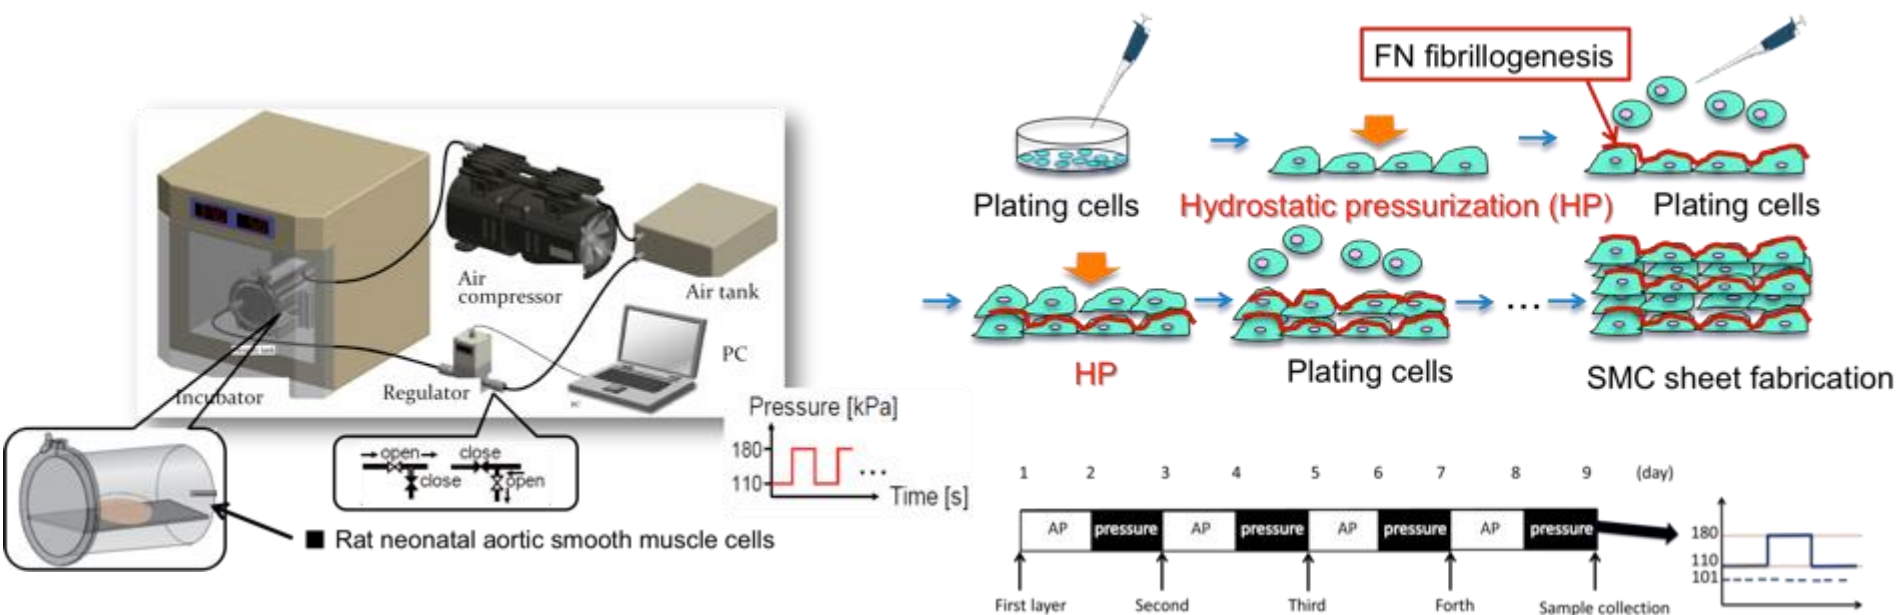 Air
compressor
Air tank
PC
Regulator
Incubator
PC
open
close
close
open
Pressure [kPa]
180
110
...
Time [s]
■ Rat neonatal aortic smooth muscle cells
FN fibrillogenesis
Plating cells
Hydrostatic pressurization (HP)
Plating cells
HP
Plating cells
...
SMC sheet fabrication
1 2 3 4 5 6 7 8 9 (day)
AP pressure AP pressure AP pressure AP pressure
First layer Second Third Forth Sample collection
180
110
101